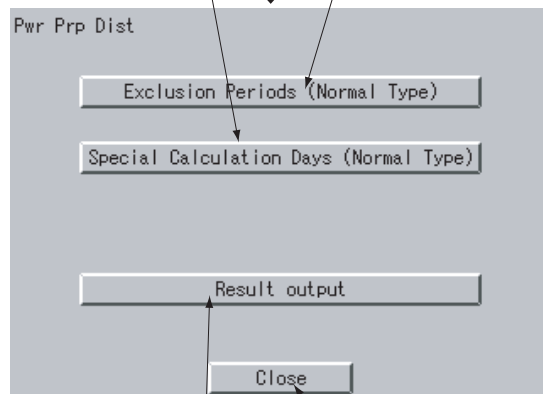 Pwr Prp Dist
Exclusion Periods (Normal Type)
Special Calculation Days (Normal Type)
Result output
Close